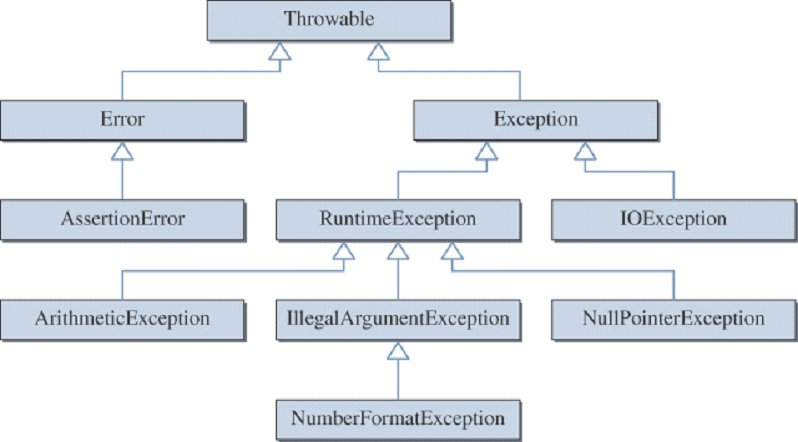 Throwable
Error
Exception
AssertionError
RuntimeException
IOException
ArithmeticException
IllegalArgumentException
NullPointerException
NumberFormatException